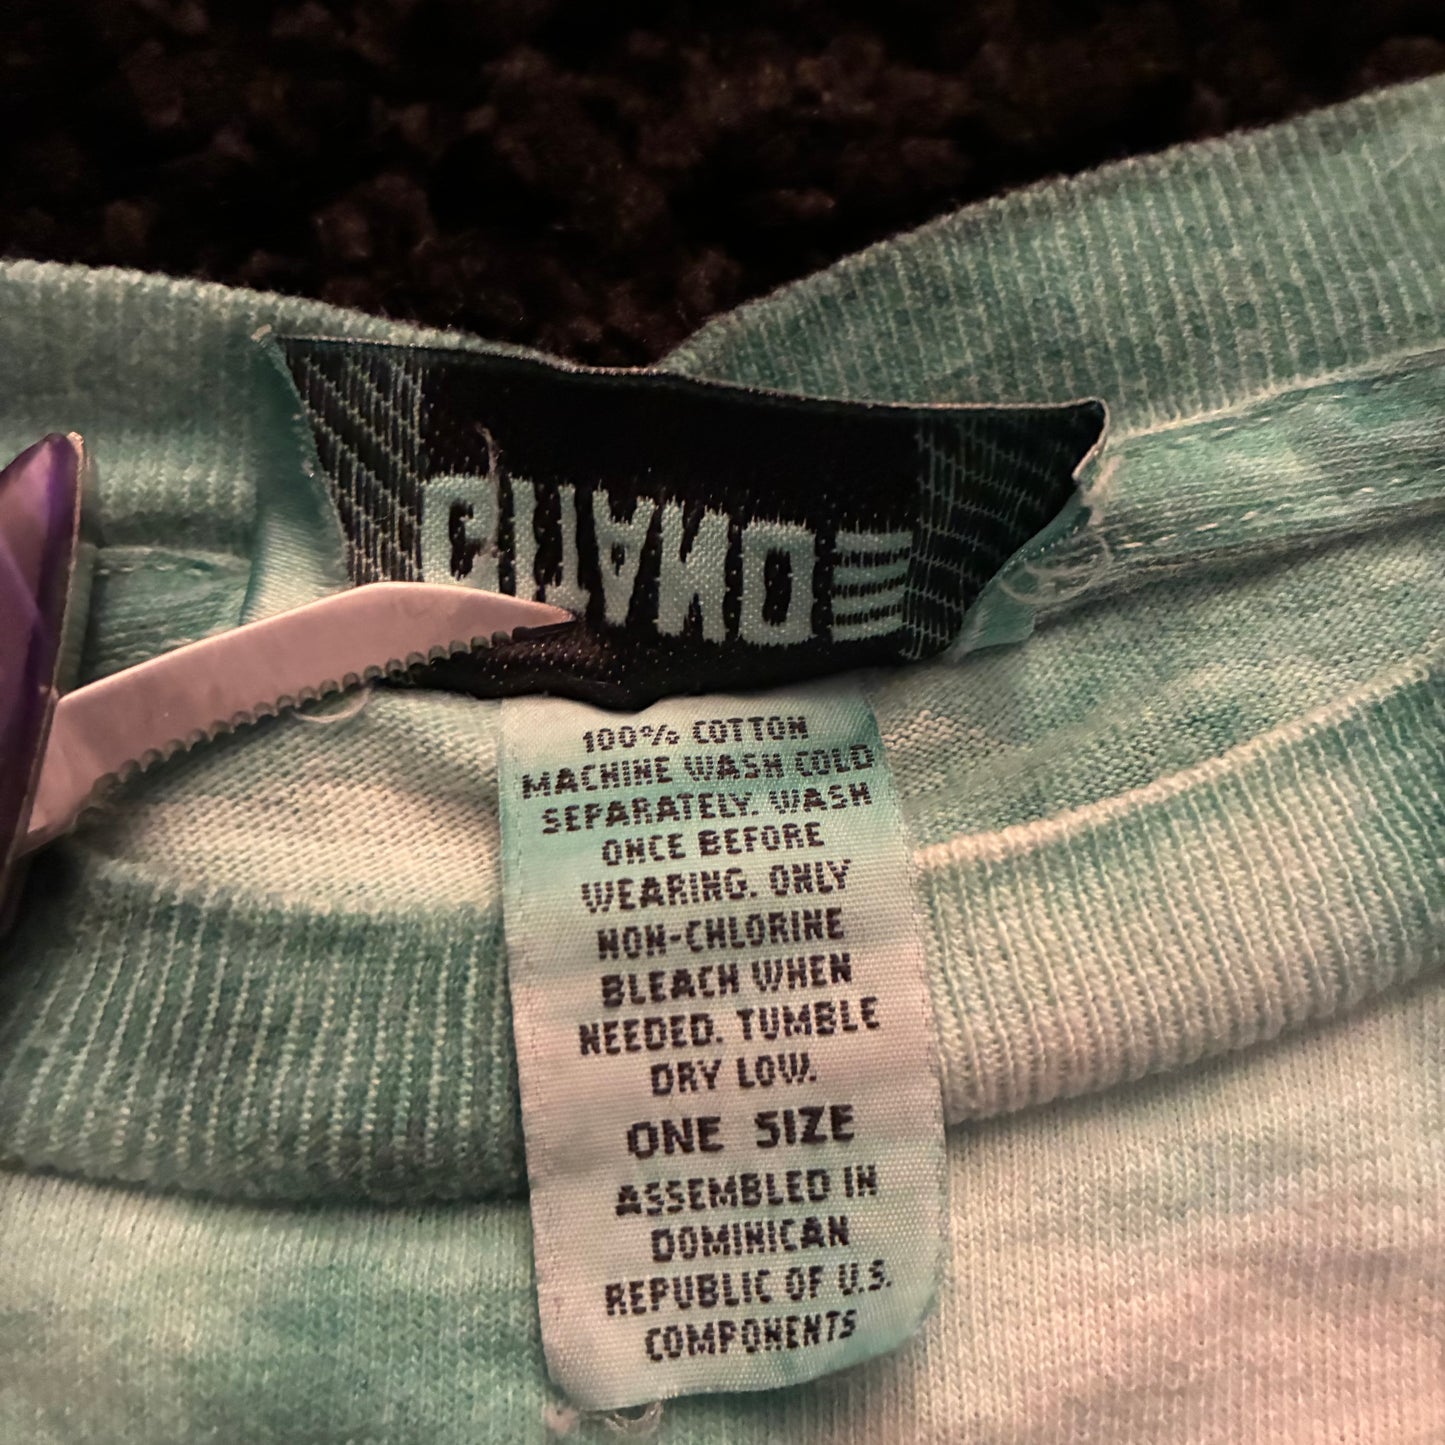 100% COTTON
MACHINE WASH COLD
SEPARATELY. WASH
ONCE BEFORE
WEARING. ONLY
NON-CHLORINE
BLEACH WHEN
NEEDED. TUMBLE
DRY LOW.
ONE SIZE
ASSEMBLED IN
DOMINICAN
REPUBLIC OF U.S.
COMPONENTS